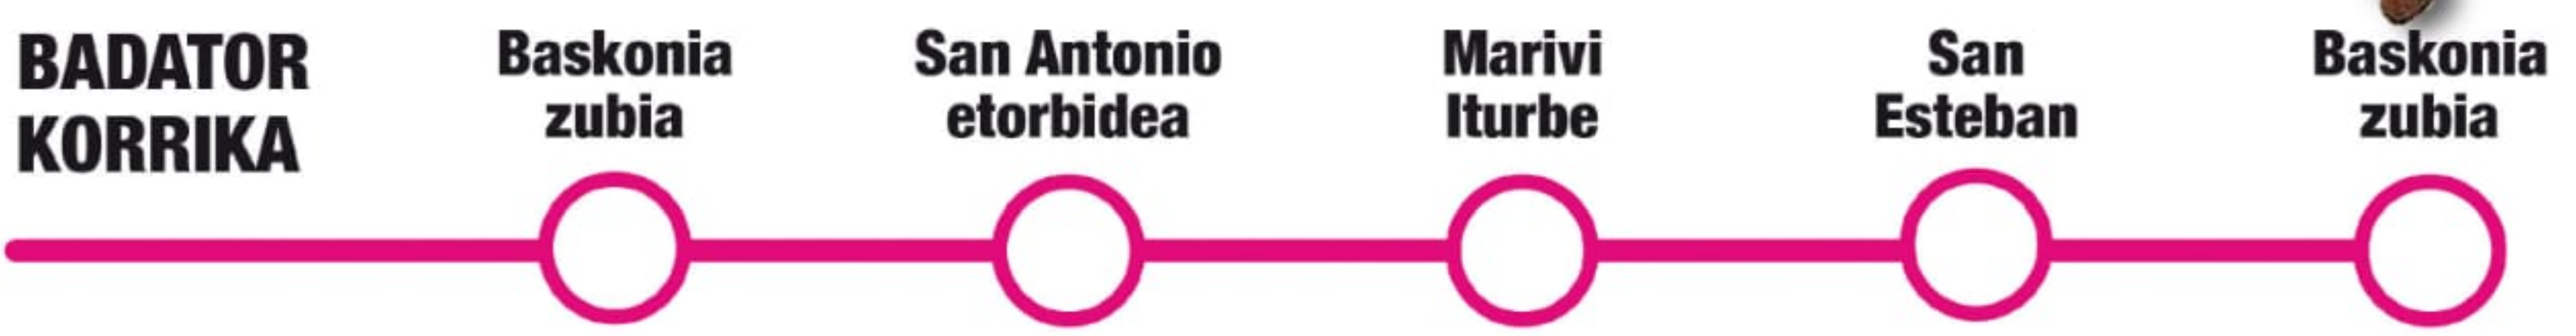 BADATOR
KORRIKA
Baskonia
zubia
San Antonio
etorbidea
Marivi
Iturbe
San
Esteban
Baskonia
zubia